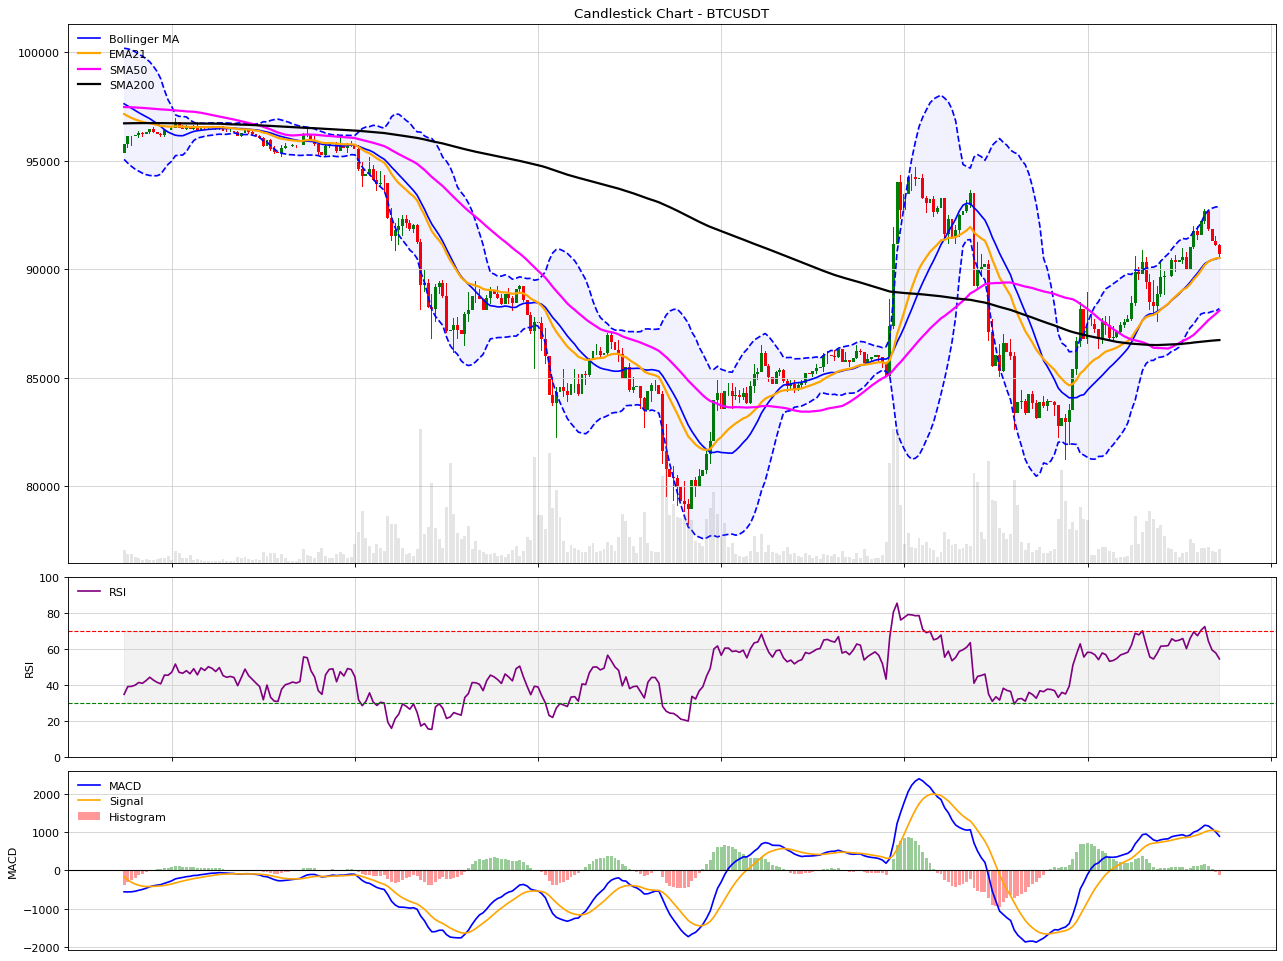 Candlestick Chart - BTCUSDT
Bollinger MA
EMA21
SMA50
SMA200
100000
95000
90000
85000
80000
RSI
RSI
100
80
60
40
20
0
MACD
MACD
Signal
Histogram
2000
1000
0
−1000
−2000